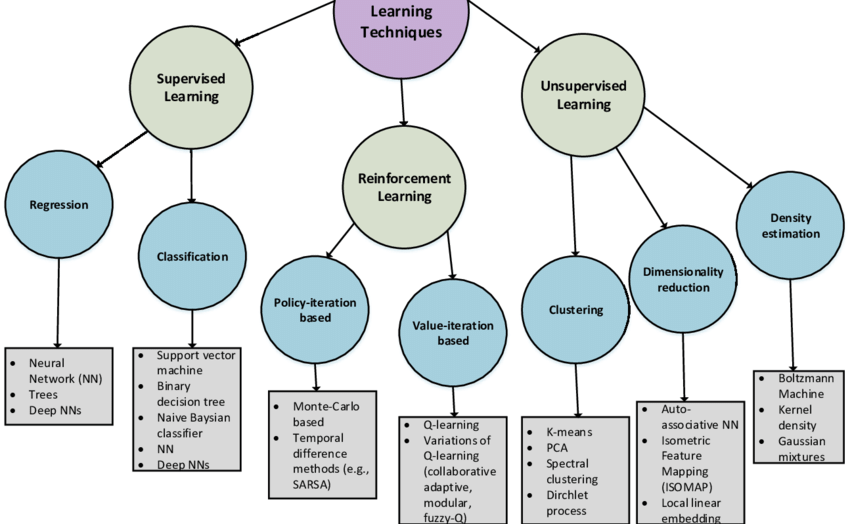 Learning
Techniques
Supervised
Learning
Unsupervised
Learning
Reinforcement
Learning
Regression
Classification
Policy-iteration
based
Value-iteration
based
Clustering
Dimensionality
reduction
Density
estimation
• Neural
Network (NN)
• Trees
• Deep NNs
• Support vector
machine
• Binary
decision tree
• Naive Baysian
classifier
• NN
• Deep NNs
• Monte-Carlo
based
• Temporal
difference
methods (e.g.,
SARSA)
• Q-learning
• Variations of
Q-learning
(collaborative
adaptive,
modular,
fuzzy-Q)
• K-means
• PCA
• Spectral
clustering
• Dirchlet
process
• Auto-
associative NN
• Isometric
Feature
Mapping
(ISOMAP)
• Local linear
embedding
• Boltzmann
Machine
• Kernel
density
• Gaussian
mixtures